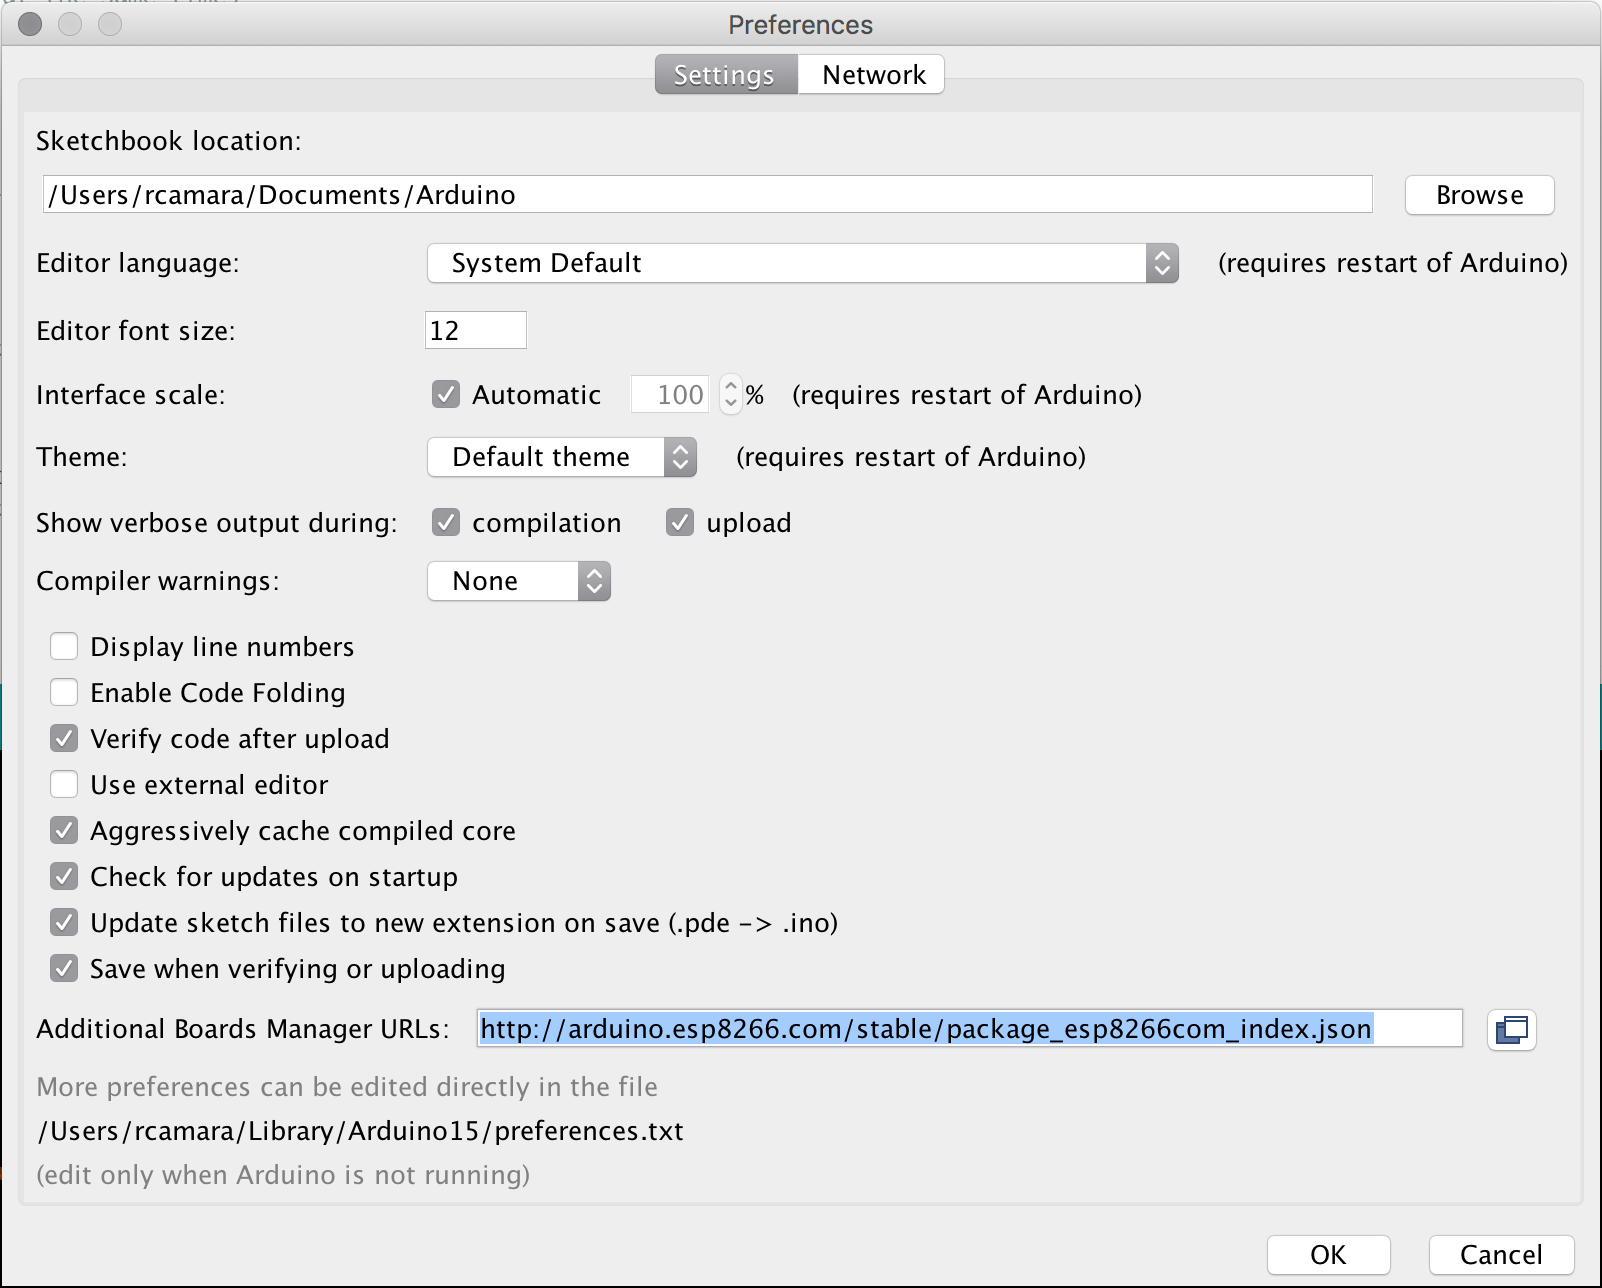 Preferences
Settings Network
Sketchbook location:
/Users/rcamara/Documents/Arduino Browse
Editor language: System Default (requires restart of Arduino)
Editor font size: 12
Interface scale: Automatic 100 % (requires restart of Arduino)
Theme: Default theme (requires restart of Arduino)
Show verbose output during: compilation upload
Compiler warnings: None
Display line numbers
Enable Code Folding
Verify code after upload
Use external editor
Aggressively cache compiled core
Check for updates on startup
Update sketch files to new extension on save (.pde -> .ino)
Save when verifying or uploading
Additional Boards Manager URLs: http://arduino.esp8266.com/stable/package_esp8266com_index.json
More preferences can be edited directly in the file
/Users/rcamara/Library/Arduino15/preferences.txt
(edit only when Arduino is not running)
OK Cancel